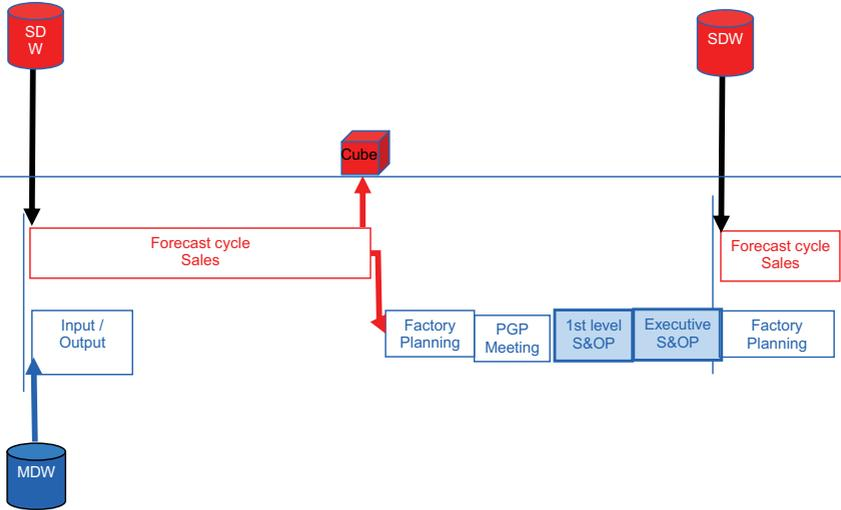 SD
W
SDW
Cube
Forecast cycle
Sales
Forecast cycle
Sales
Input /
Output
Factory
Planning
PGP
Meeting
1st level
S&OP
Executive
S&OP
Factory
Planning
MDW